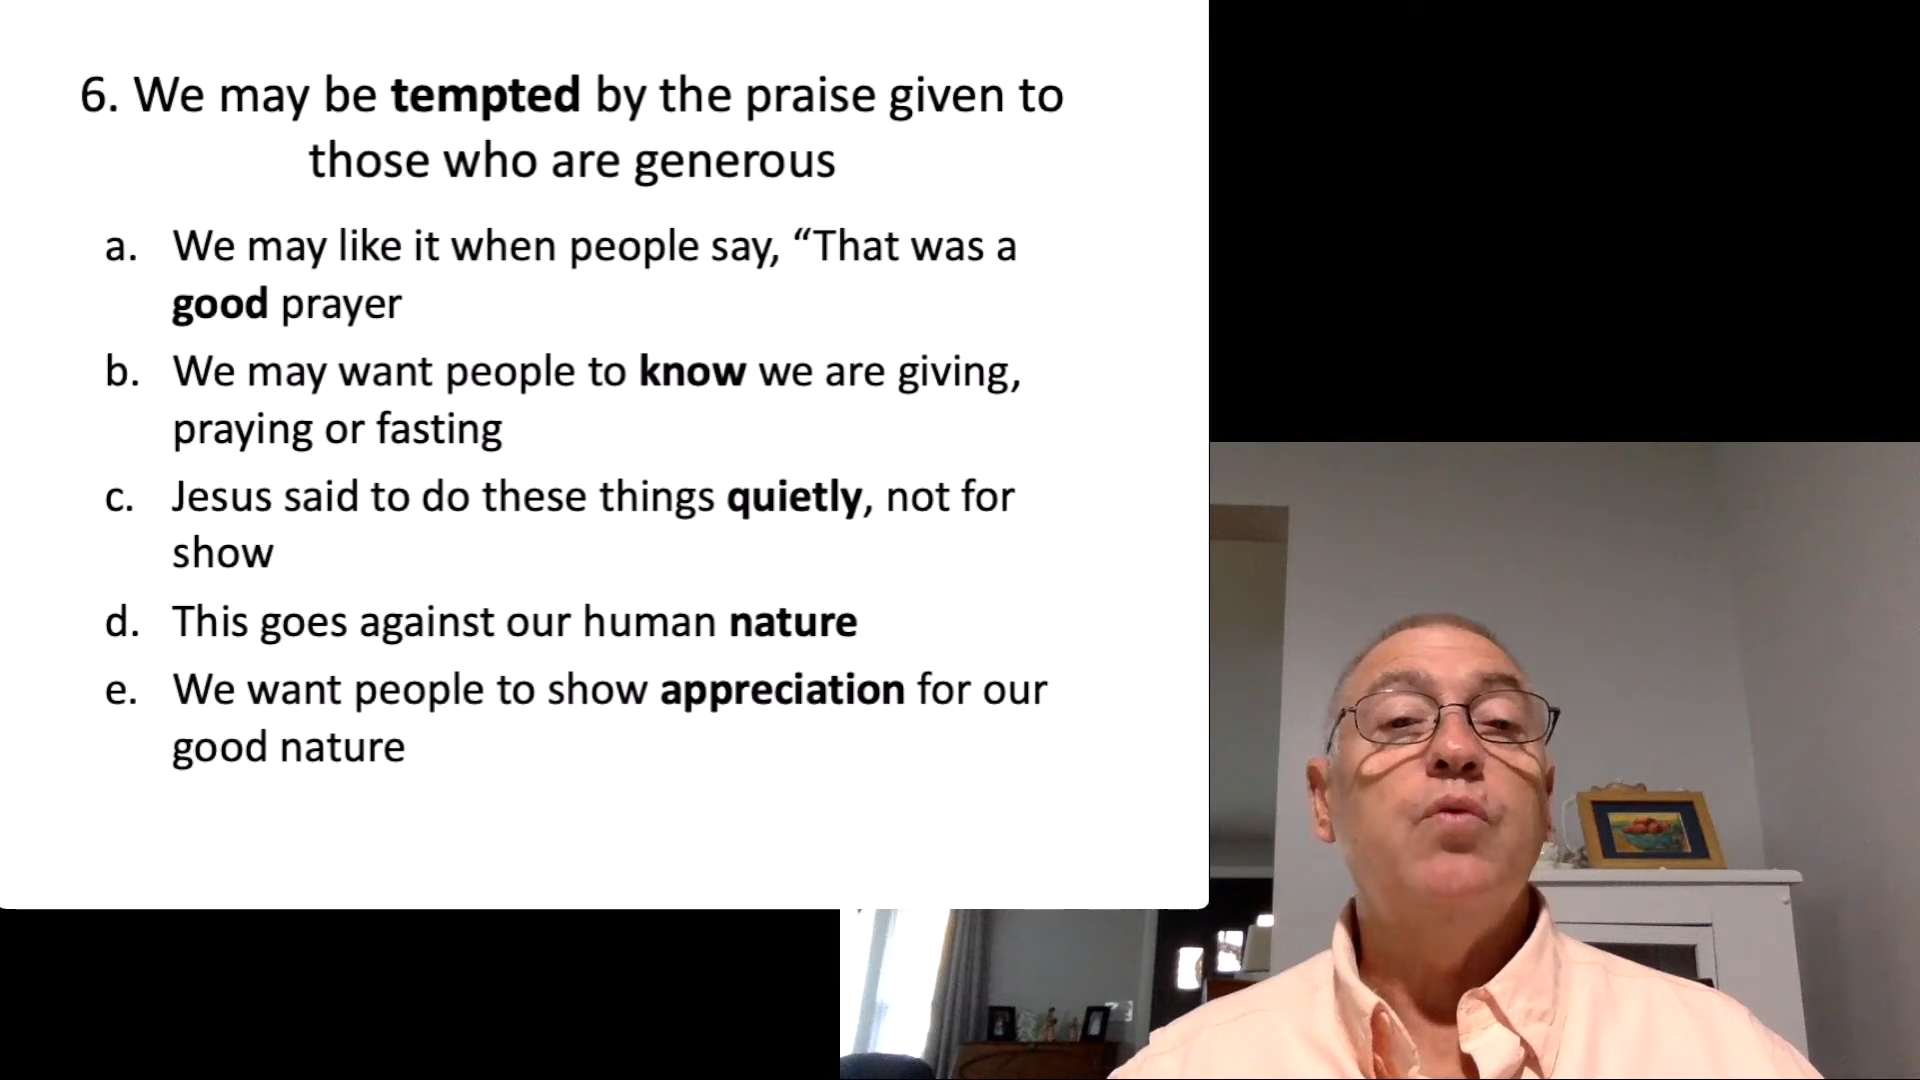 6. We may be tempted by the praise given to
those who are generous
a. We may like it when people say, “That was a
good prayer
b. We may want people to know we are giving,
praying or fasting
c. Jesus said to do these things quietly, not for
show
d. This goes against our human nature
e. We want people to show appreciation for our
good nature